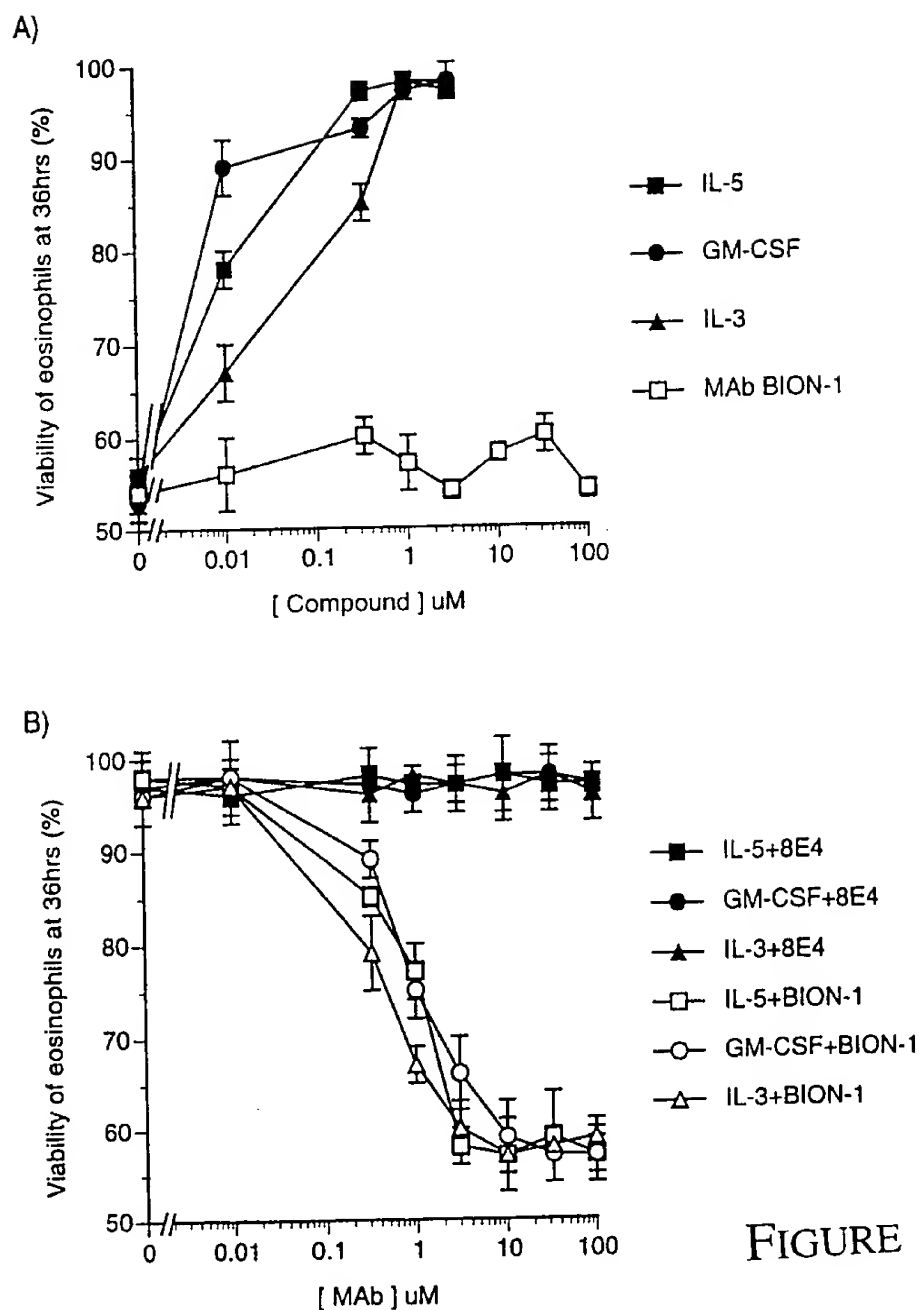 A)
Viability of eosinophils at 36hrs (%)
100
90
80
70
60
50
0
0.01
0.1
1
10
100
[ Compound ] uM
IL-5
GM-CSF
IL-3
MAb BION-1
B)
Viability of eosinophils at 36hrs (%)
100
90
80
70
60
50
0
0.01
0.1
1
10
100
[ MAb ] uM
IL-5+8E4
GM-CSF+8E4
IL-3+8E4
IL-5+BION-1
GM-CSF+BION-1
IL-3+BION-1
FIGURE